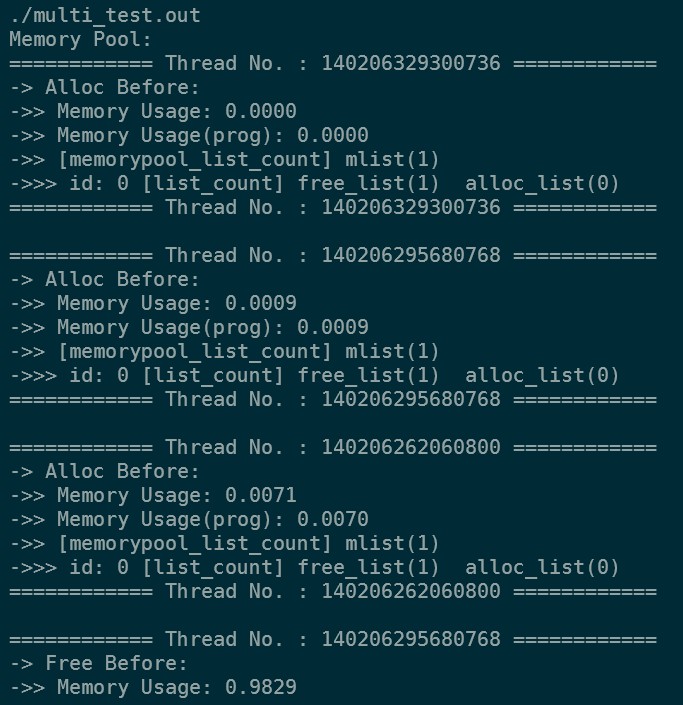 ./multi_test.out
Memory Pool:
============ Thread No. : 140206329300736 ============
-> Alloc Before:
->> Memory Usage: 0.0000
->> Memory Usage(prog): 0.0000
->> [memorypool_list_count] mlist(1)
->>> id: 0 [list_count] free_list(1)  alloc_list(0)
============ Thread No. : 140206329300736 ============
============ Thread No. : 140206295680768 ============
-> Alloc Before:
->> Memory Usage: 0.0009
->> Memory Usage(prog): 0.0009
->> [memorypool_list_count] mlist(1)
->>> id: 0 [list_count] free_list(1)  alloc_list(0)
============ Thread No. : 140206295680768 ============
============ Thread No. : 140206262060800 ============
-> Alloc Before:
->> Memory Usage: 0.0071
->> Memory Usage(prog): 0.0070
->> [memorypool_list_count] mlist(1)
->>> id: 0 [list_count] free_list(1)  alloc_list(0)
============ Thread No. : 140206262060800 ============
============ Thread No. : 140206295680768 ============
-> Free Before:
->> Memory Usage: 0.9829